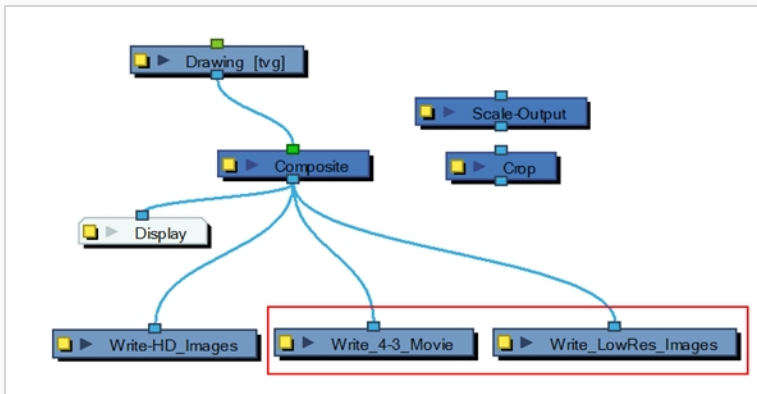 Drawing [tvg]
Scale-Output
Composite
Crop
Display
Write-HD_Images
Write_4-3_Movie
Write_LowRes_Images